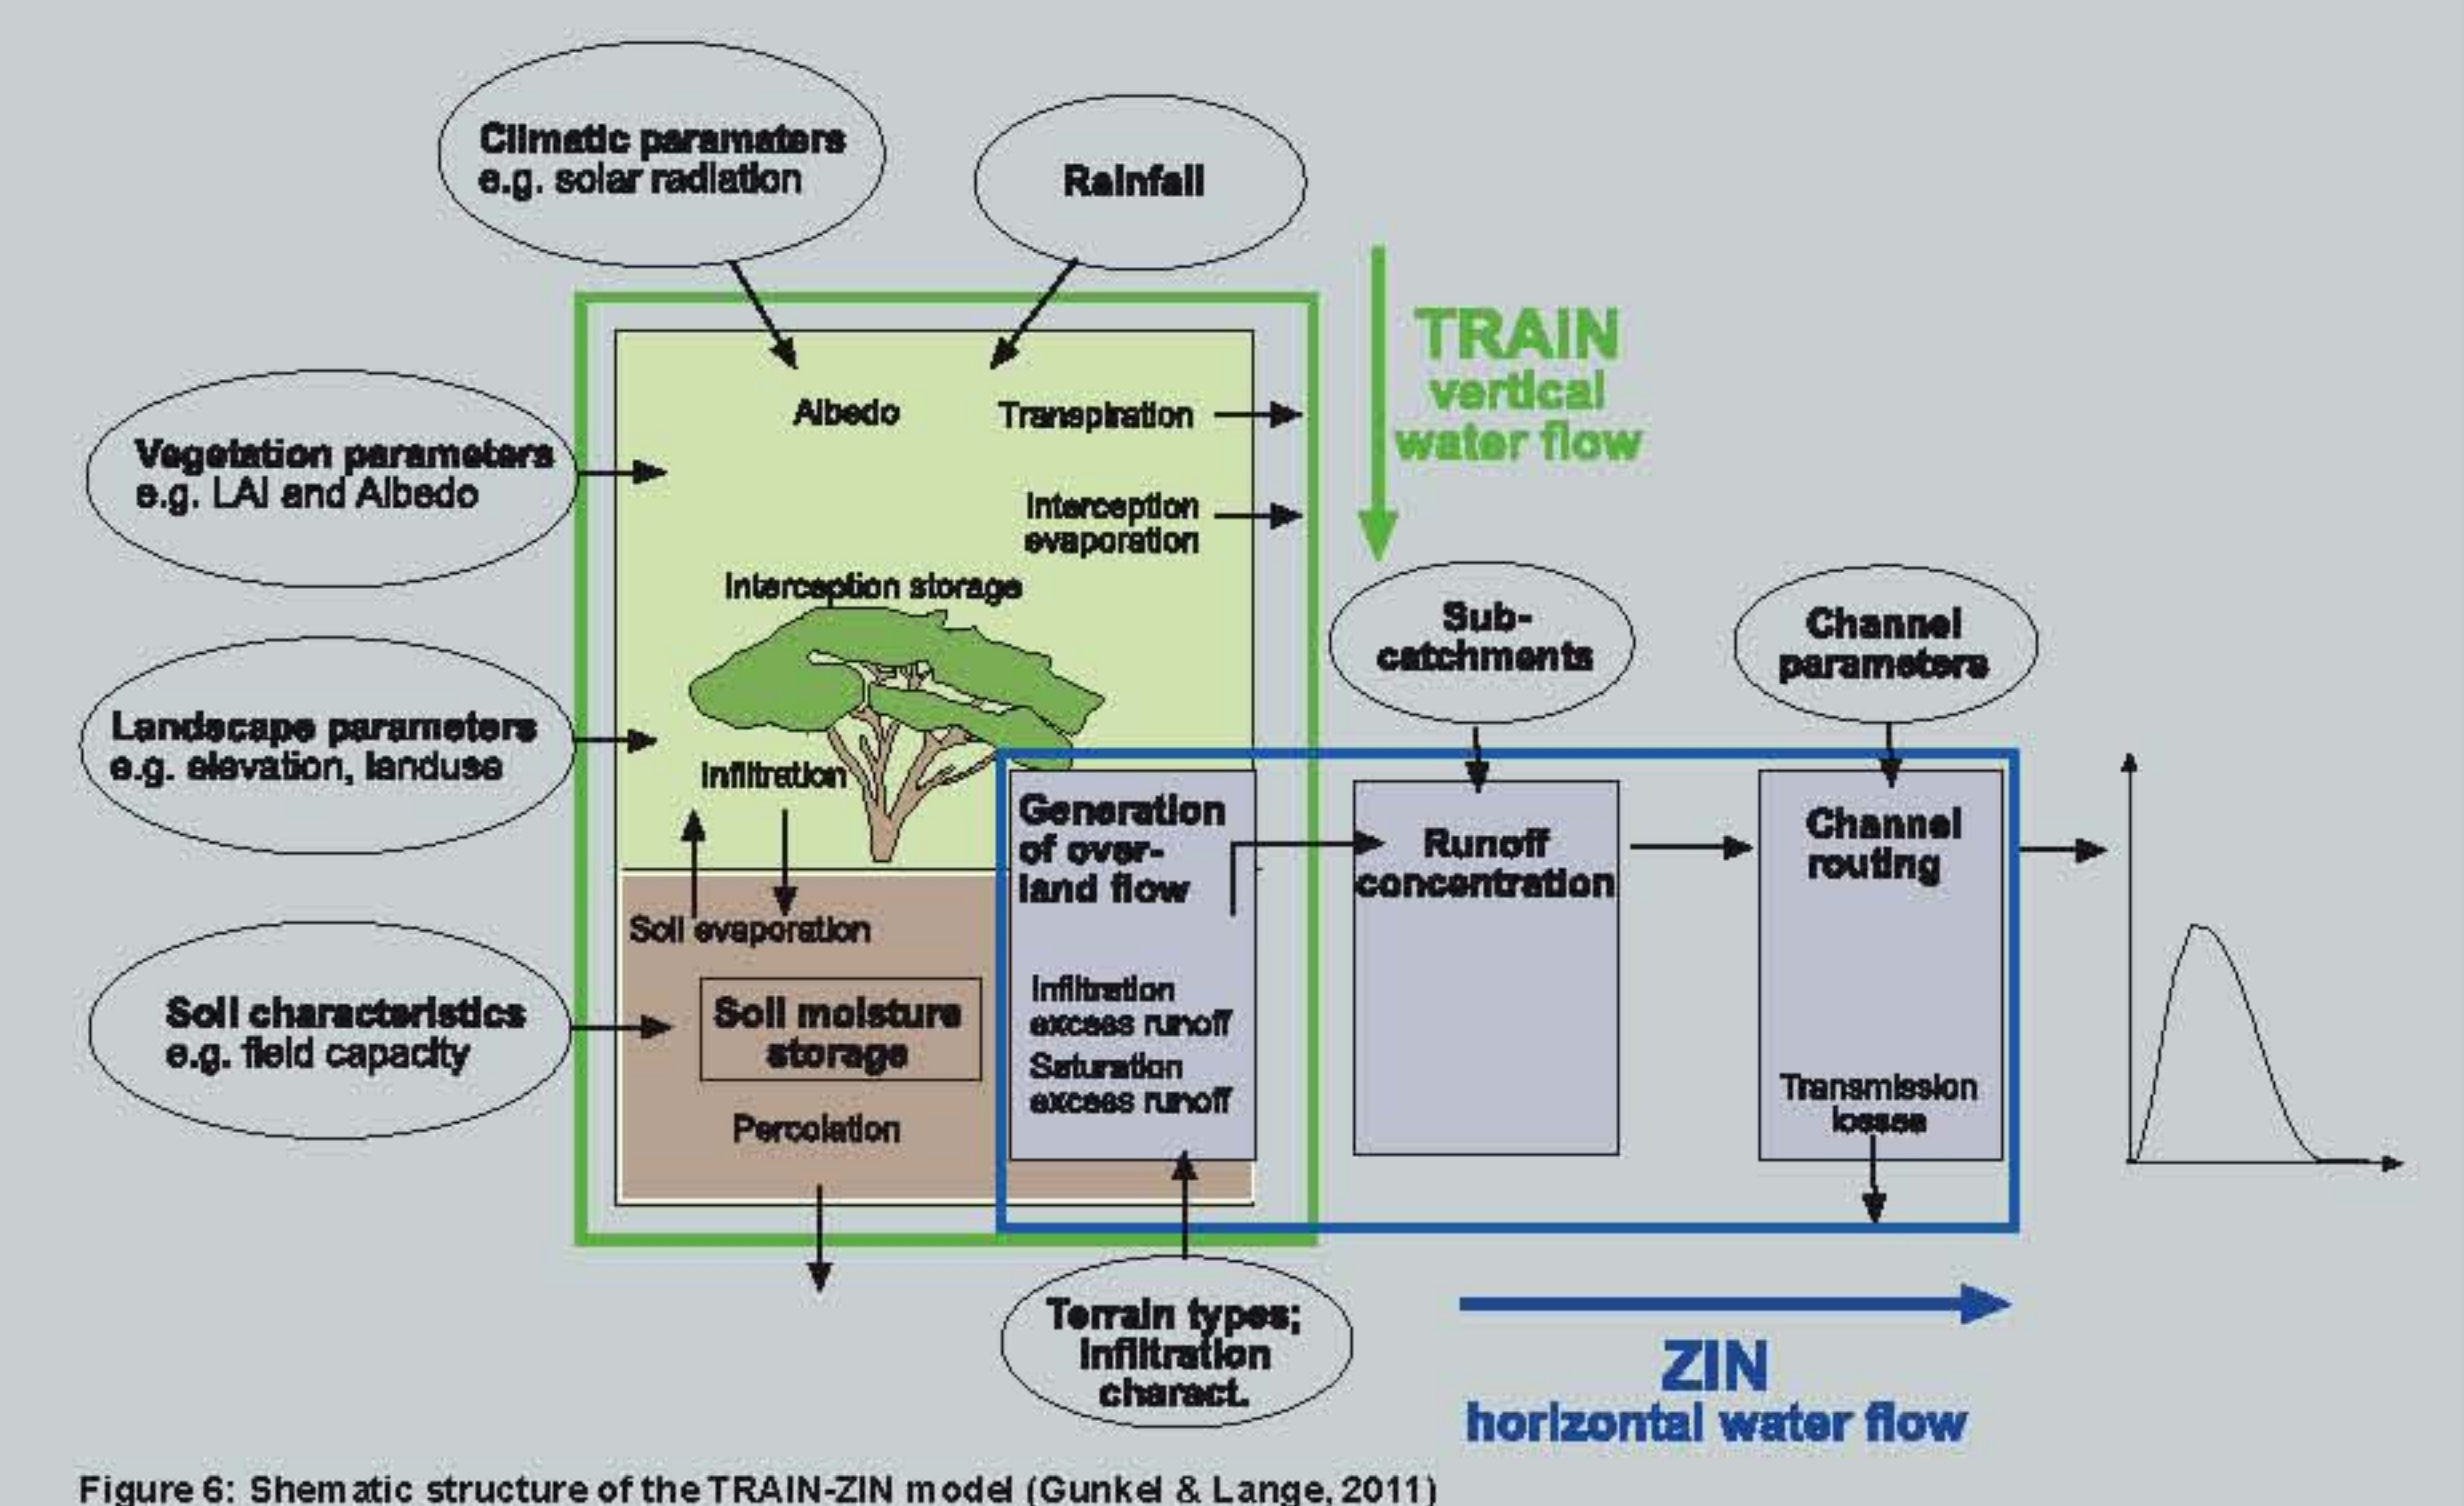 Climatic parameters
e.g. solar radiation
Rainfall
TRAIN
vertical
water flow
Albedo
Transpiration
Vegetation parameters
e.g. LAI and Albedo
Interception
evaporation
Interception storage
Sub-
catchments
Channel
parameters
Landscape parameters
e.g. elevation, landuse
Infiltration
Generation
of over-
land flow
Runoff
concentration
Channel
routing
Soil evaporation
Soil characteristics
e.g. field capacity
Soil moisture
storage
Infiltration
excess runoff
Saturation
excess runoff
Percolation
Transmission
losses
Terrain types;
infiltration
charact.
ZIN
horizontal water flow
Figure 6: Shematic structure of the TRAIN-ZIN model (Gunkel & Lange, 2011)